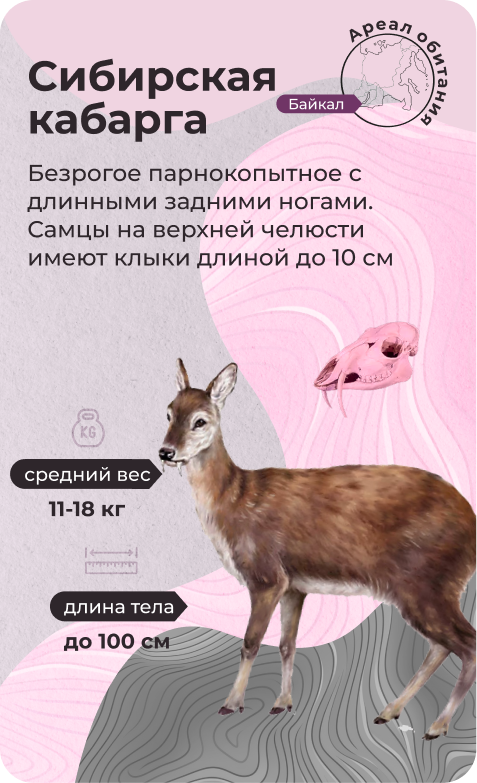 Сибирская
кабарга
Ареал обитания
Байкал
Безрогое парнокопытное с
длинными задними ногами.
Самцы на верхней челюсти
имеют клыки длиной до 10 см
KG
средний вес
11-18 кг
длина тела
до 100 см